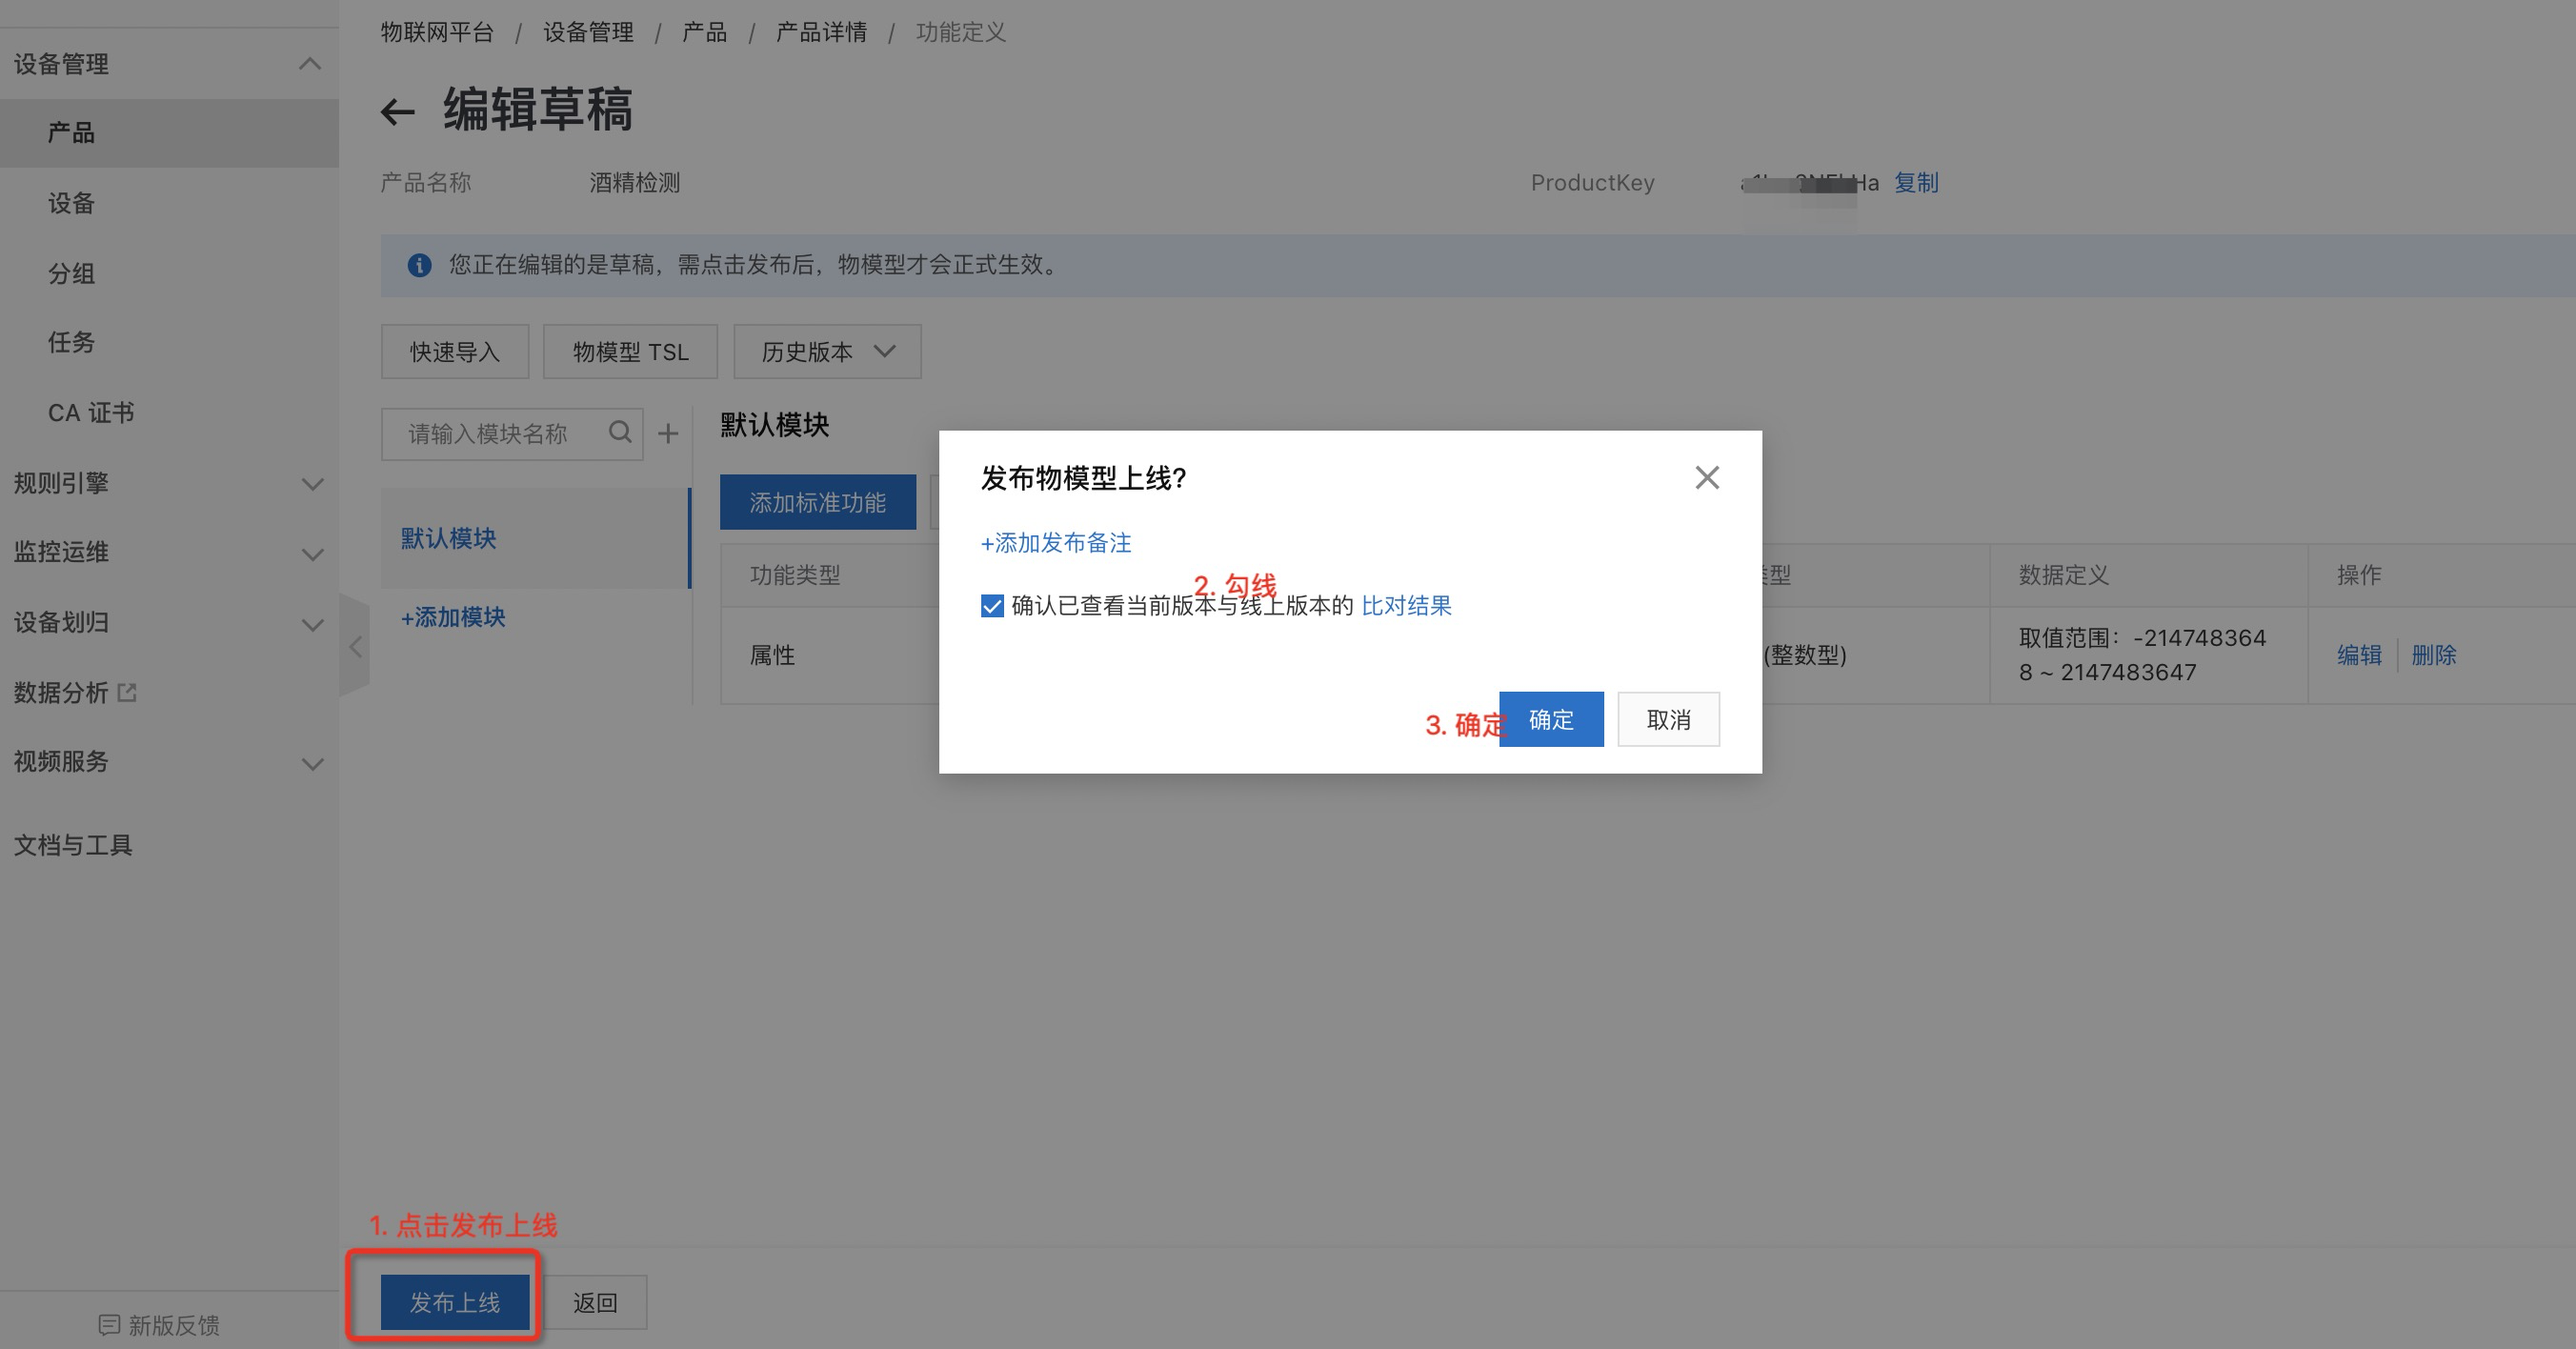 物联网平台 / 设备管理 / 产品 / 产品详情 / 功能定义
设备管理
产品
设备
分组
任务
CA 证书
规则引擎
监控运维
设备划归
数据分析
视频服务
文档与工具
新版反馈
编辑草稿
产品名称 酒精检测 ProductKey 复制
您正在编辑的是草稿，需点击发布后，物模型才会正式生效。
快速导入 物模型 TSL 历史版本
请输入模块名称
默认模块
+添加模块
默认模块
添加标准功能
功能类型 类型 数据定义 操作
属性 (整数型) 取值范围：-214748364
8 ~ 2147483647 编辑 删除
发布物模型上线?
+添加发布备注
2. 勾线
确认已查看当前版本与线上版本的 比对结果
3. 确定 确定 取消
1. 点击发布上线
发布上线 返回